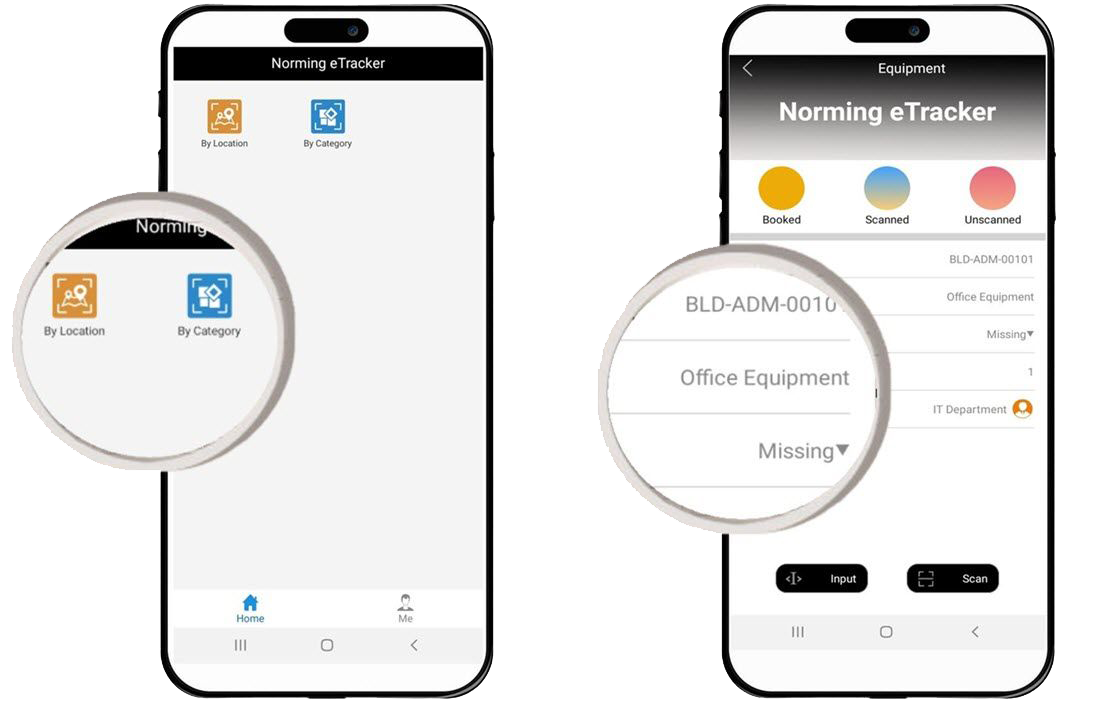 Norming eTracker
By Location
By Category
Norming
By Location
By Category
Home
Me
Equipment
Norming eTracker
Booked
Scanned
Unscanned
BLD-ADM-00101
Office Equipment
Missing▼
1
IT Department
BLD-ADM-0010
Office Equipment
Missing▼
Input
Scan